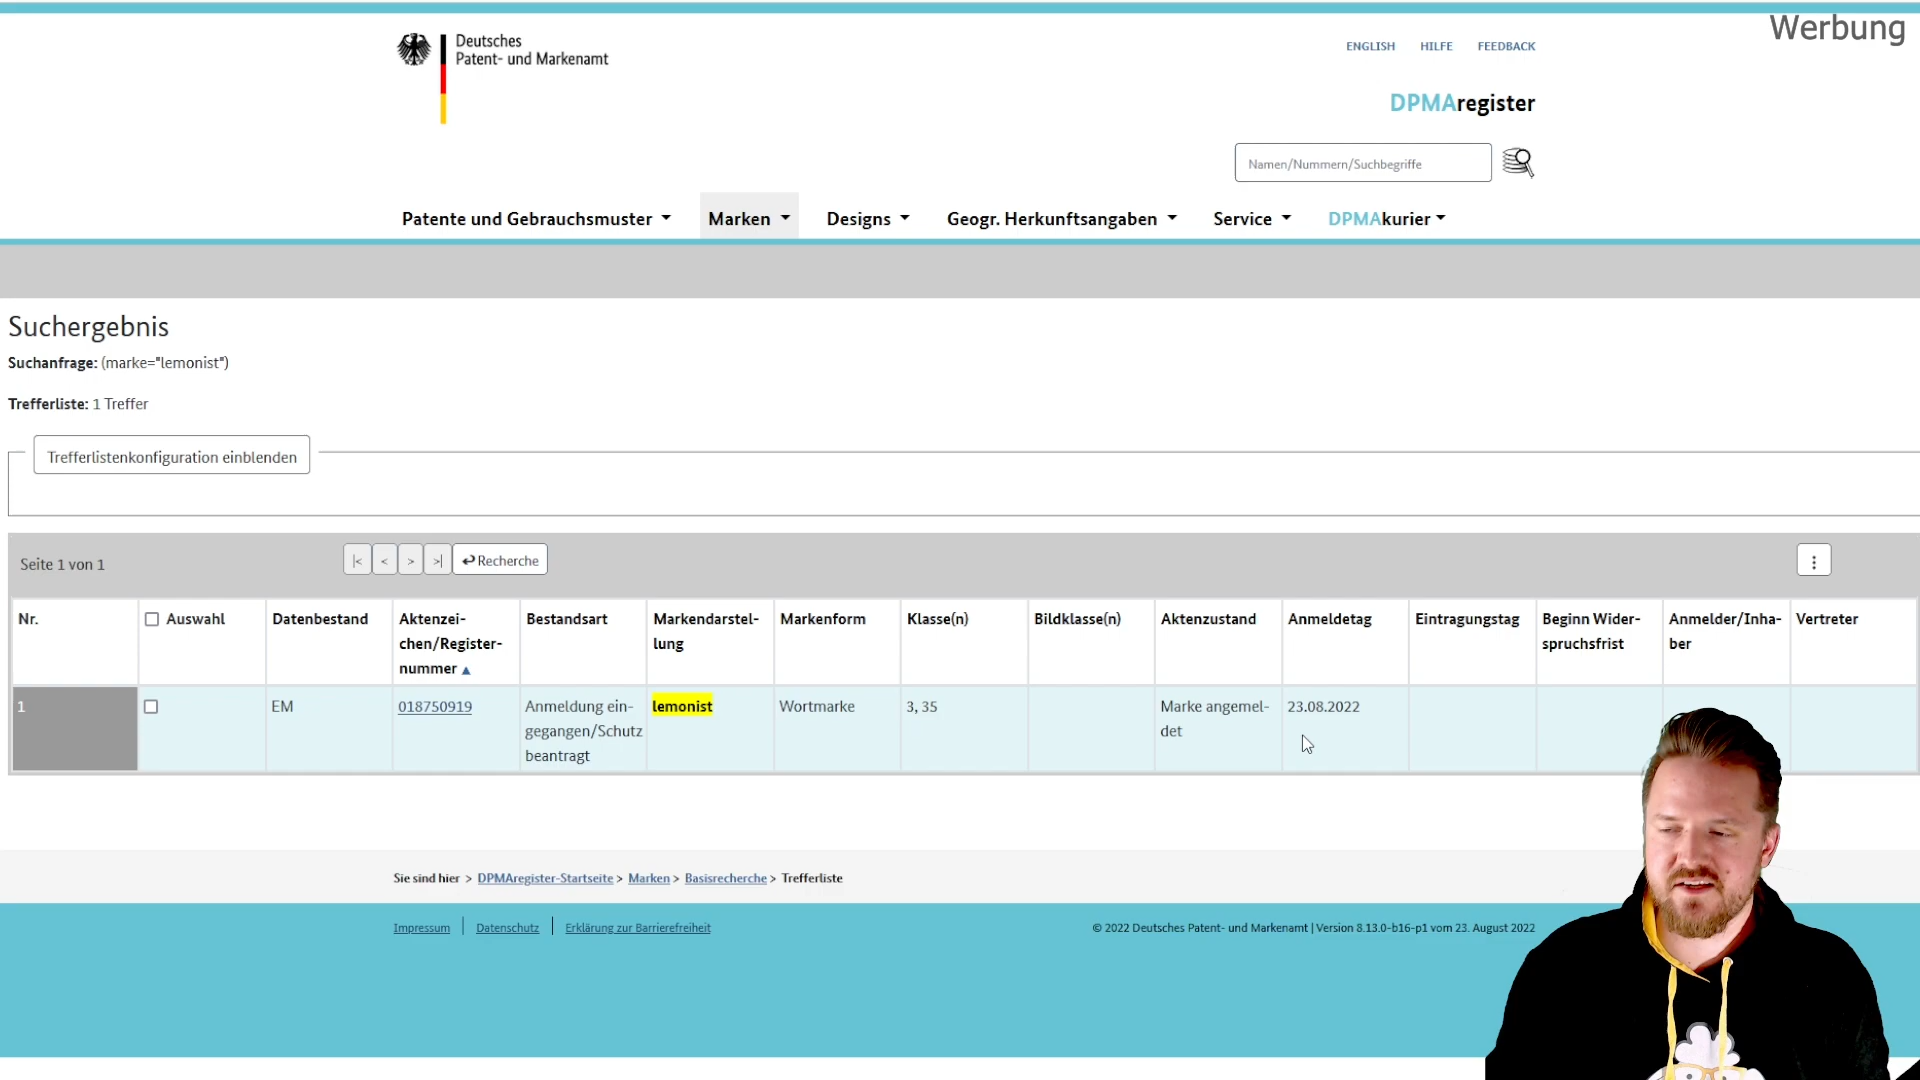 Werbung
Deutsches
Patent- und Markenamt
ENGLISH HILFE FEEDBACK
DPMAregister
Namen/Nummern/Suchbegriffe
Patente und Gebrauchsmuster Marken Designs Geogr. Herkunftsangaben Service DPMAkurier
Suchergebnis
Suchanfrage: (marke="lemonist")
Trefferliste: 1 Treffer
Trefferlistenkonfiguration einblenden
Seite 1 von 1 |< < > >| Recherche
Nr. Auswahl Datenbestand Aktenzei- Bestandsart Markendarstel- Markenform Klasse(n) Bildklasse(n) Aktenzustand Anmeldetag Eintragungstag Beginn Wider- Anmelder/Inha- Vertreter
chen/Register- lung spruchsfrist ber
nummer
1 EM 018750919 Anmeldung ein- lemonist Wortmarke 3, 35 Marke angemel- 23.08.2022
gegangen/Schutz det
beantragt
Sie sind hier > DPMAregister-Startseite > Marken > Basisrecherche > Trefferliste
Impressum Datenschutz Erklärung zur Barrierefreiheit © 2022 Deutsches Patent- und Markenamt | Version 8.13.0-b16-p1 vom 23. August 2022